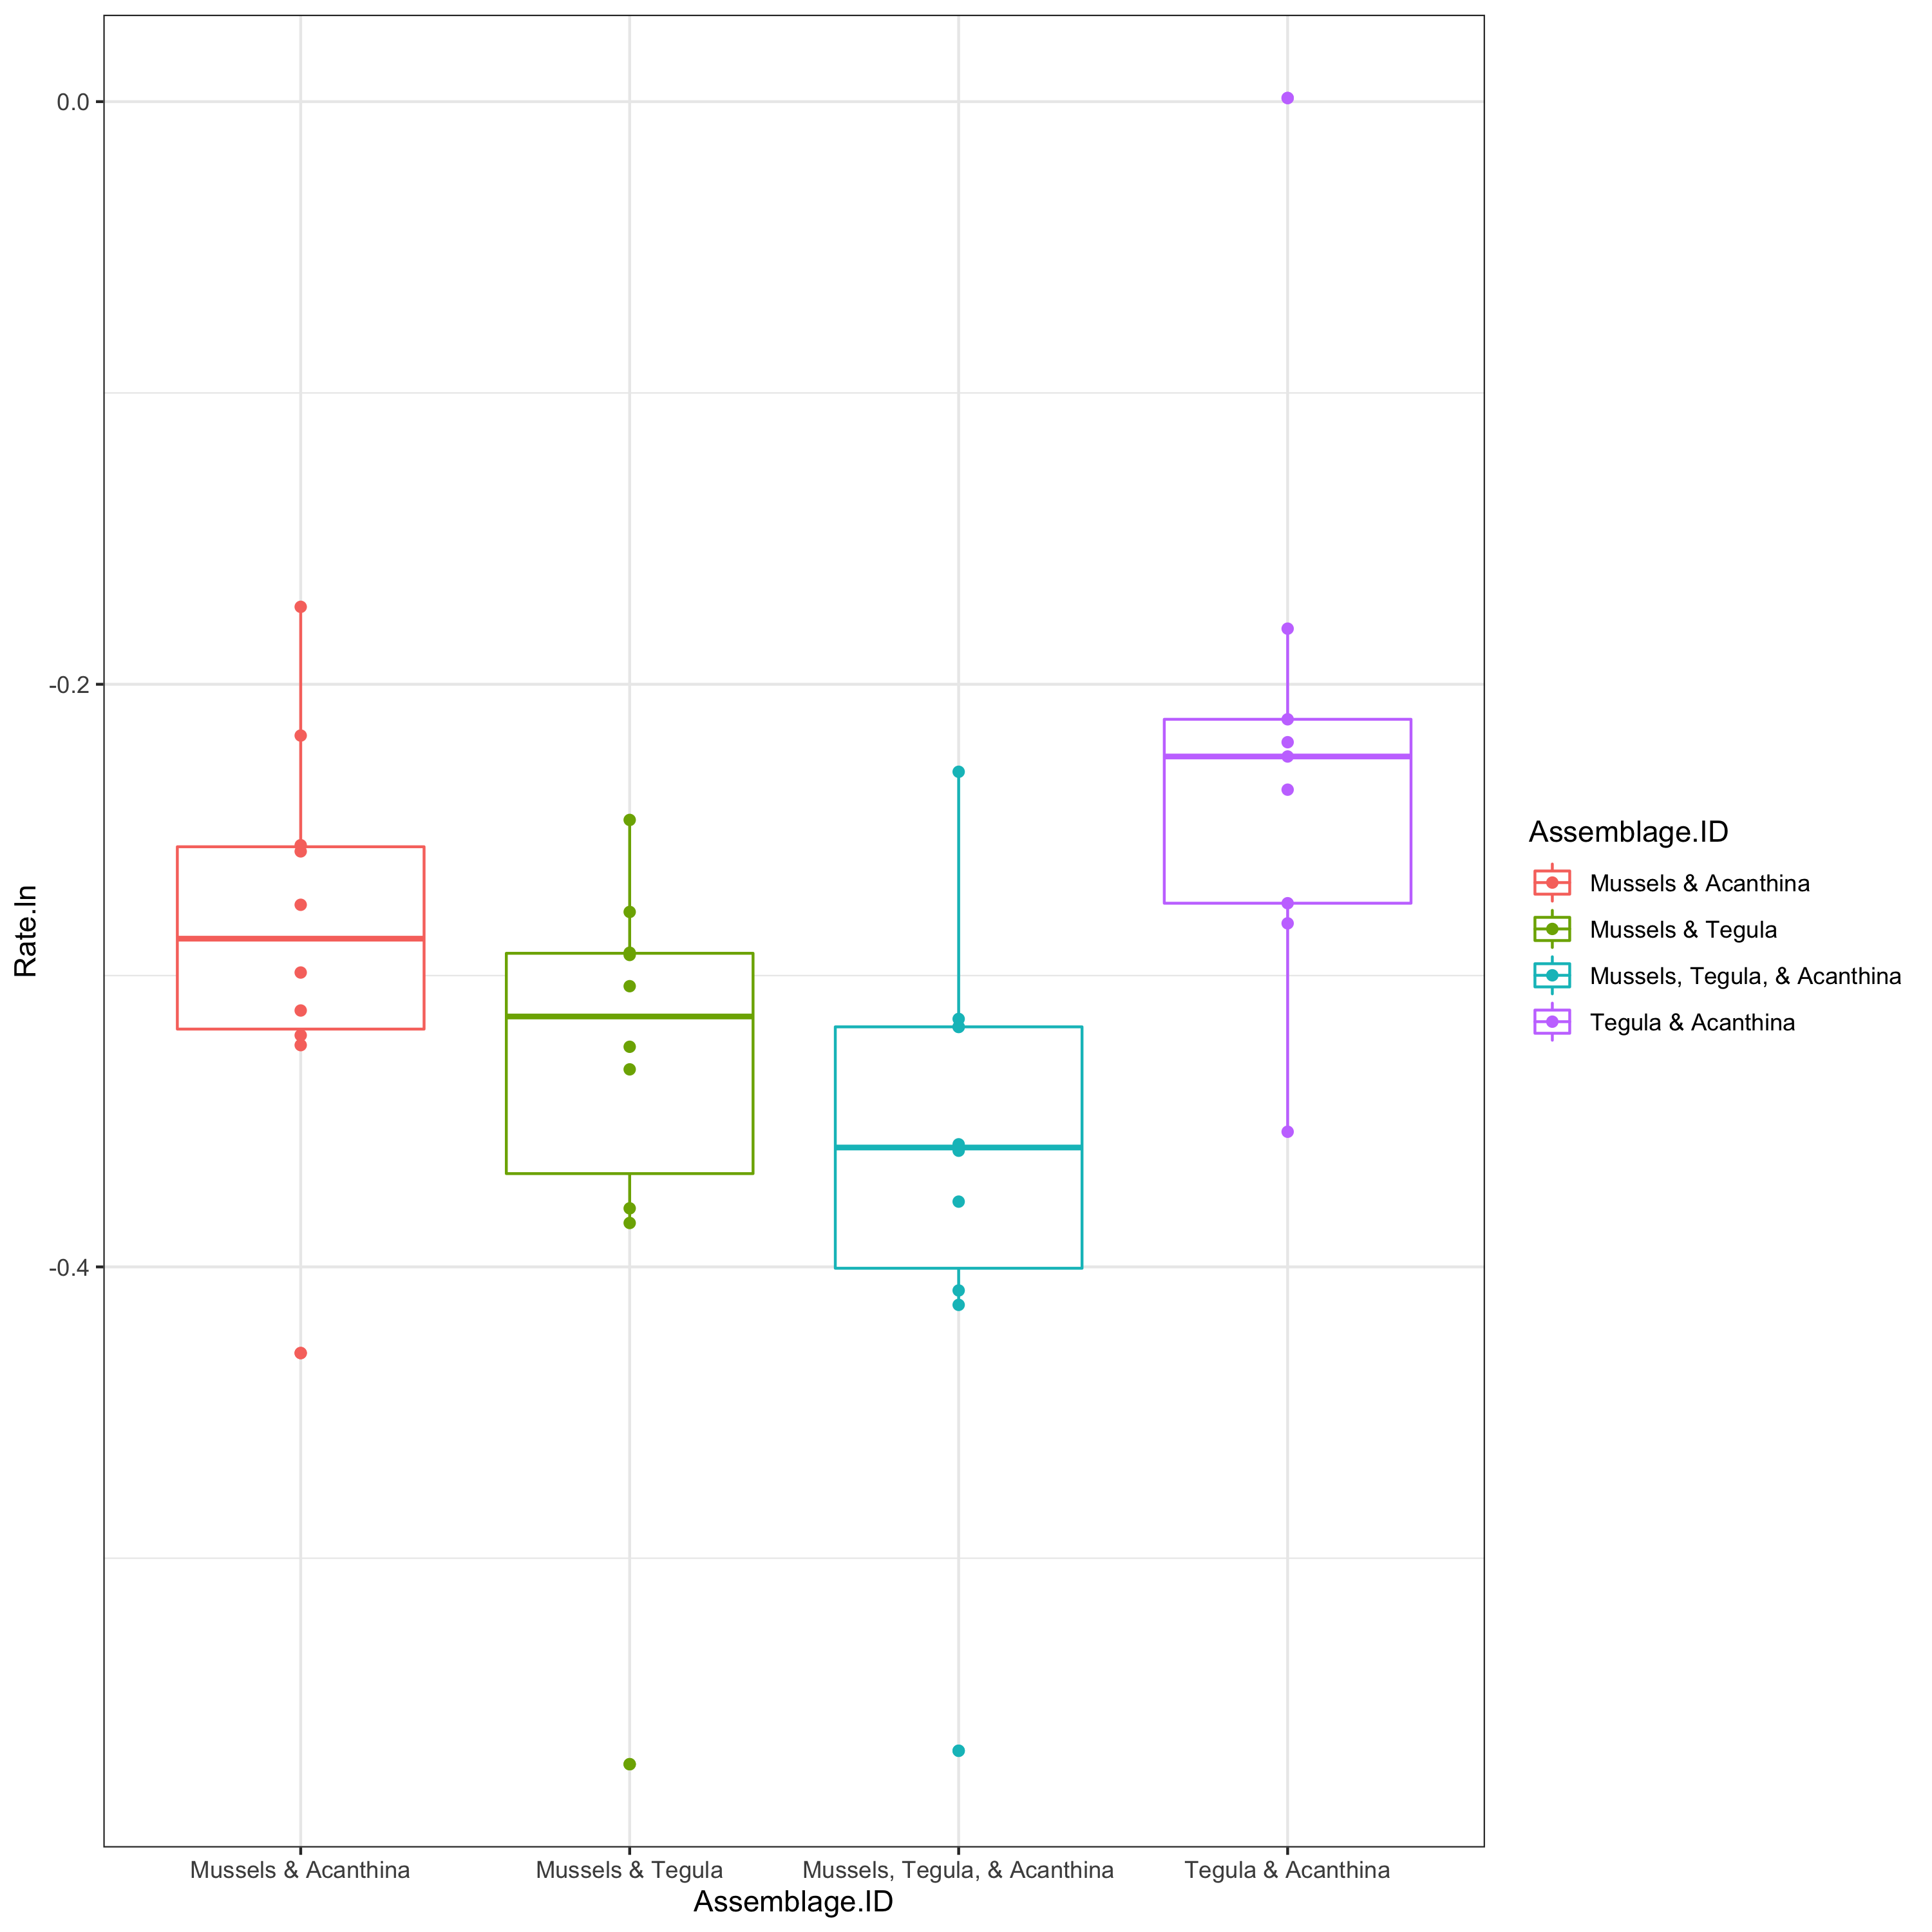 0.0
-0.2
-0.4
Rate.ln
Mussels & Acanthina
Mussels & Tegula
Mussels, Tegula, & Acanthina
Tegula & Acanthina
Assemblage.ID
Assemblage.ID
Mussels & Acanthina
Mussels & Tegula
Mussels, Tegula, & Acanthina
Tegula & Acanthina